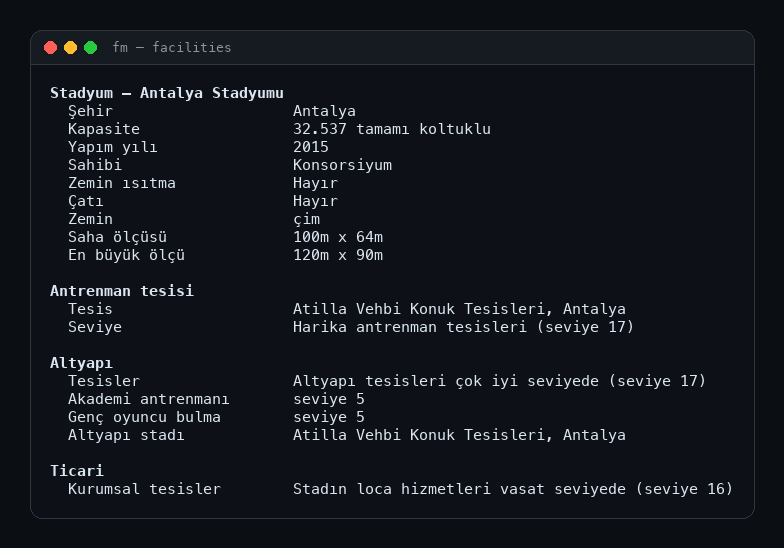 fm — facilities
Stadyum — Antalya Stadyumu
Şehir Antalya
Kapasite 32.537 tamamı koltuklu
Yapım yılı 2015
Sahibi Konsorsiyum
Zemin ısıtma Hayır
Çatı Hayır
Zemin çim
Saha ölçüsü 100m x 64m
En büyük ölçü 120m x 90m
Antrenman tesisi
Tesis Atilla Vehbi Konuk Tesisleri, Antalya
Seviye Harika antrenman tesisleri (seviye 17)
Altyapı
Tesisler Altyapı tesisleri çok iyi seviyede (seviye 17)
Akademi antrenmanı seviye 5
Genç oyuncu bulma seviye 5
Altyapı stadı Atilla Vehbi Konuk Tesisleri, Antalya
Ticari
Kurumsal tesisler Stadın loca hizmetleri vasat seviyede (seviye 16)